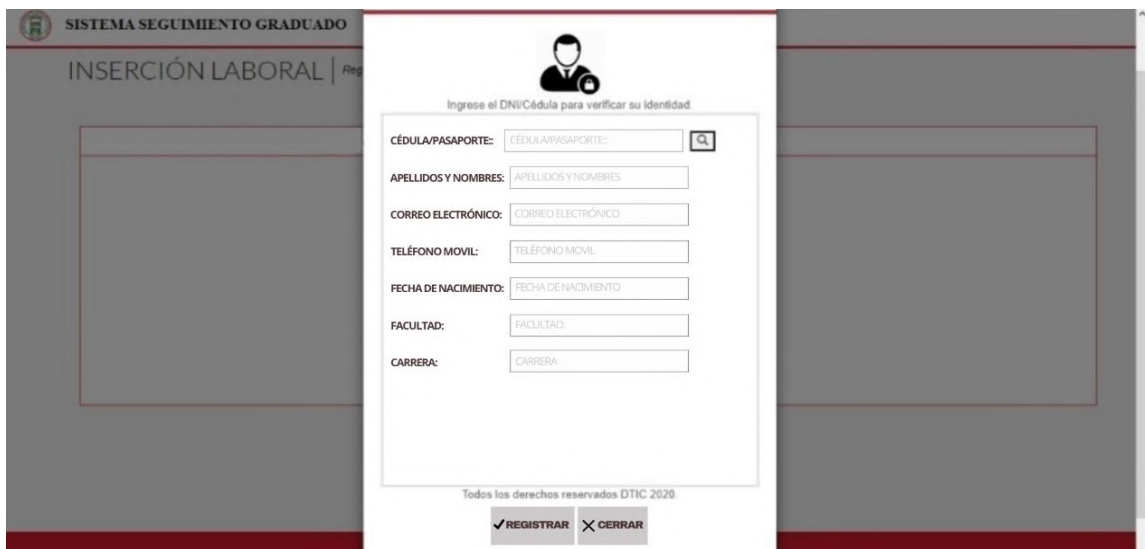 SISTEMA SEGUIMIENTO GRADUADO
INSERCIÓN LABORAL | Reg
Ingrese el DNI/Cédula para verificar su identidad
CÉDULA/PASAPORTE:: CÉDULA/PASAPORTE::
APELLIDOS Y NOMBRES: APELLIDOS Y NOMBRES
CORREO ELECTRÓNICO: CORREO ELECTRÓNICO
TELÉFONO MOVIL: TELÉFONO MOVIL
FECHA DE NACIMIENTO: FECHA DE NACIMIENTO
FACULTAD: FACULTAD:
CARRERA: CARRERA
Todos los derechos reservados DTIC 2020.
REGISTRAR CERRAR